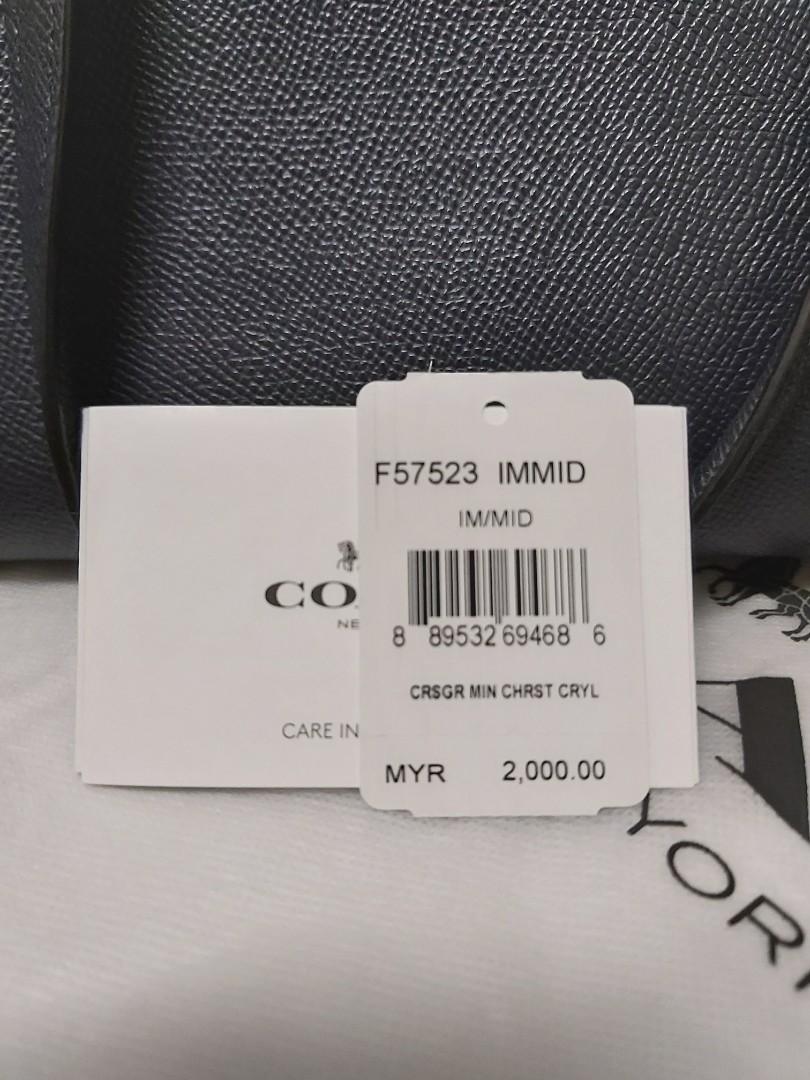 F57523 IMMID
IM/MID
8 89532 69468 6
CRSGR MIN CHRST CRYL
MYR 2,000.00
CO
NE
CARE IN
YORK